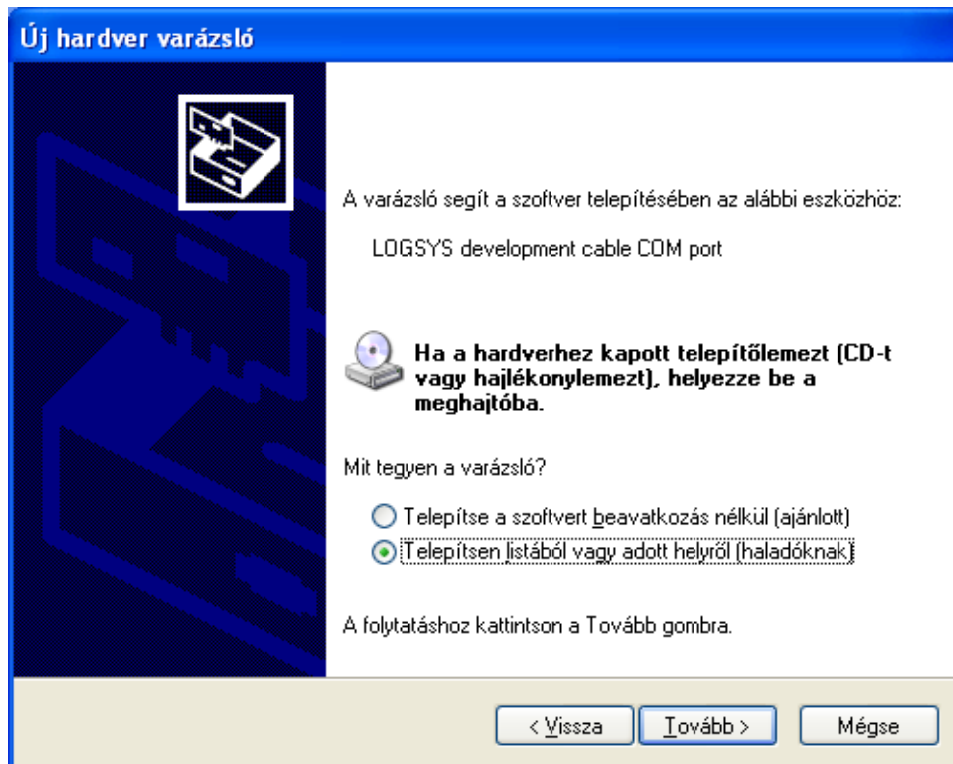 Új hardver varázsló
A varázsló segít a szoftver telepítésében az alábbi eszközhöz:
LOGSYS development cable COM port
Ha a hardverhez kapott telepítőlemezt (CD-t
vagy hajlékonylemezt), helyezze be a
meghajtóba.
Mit tegyen a varázsló?
Telepítse a szoftvert beavatkozás nélkül (ajánlott)
Telepítsen listából vagy adott helyről (haladóknak)
A folytatáshoz kattintson a Tovább gombra.
< Vissza
Tovább >
Mégse